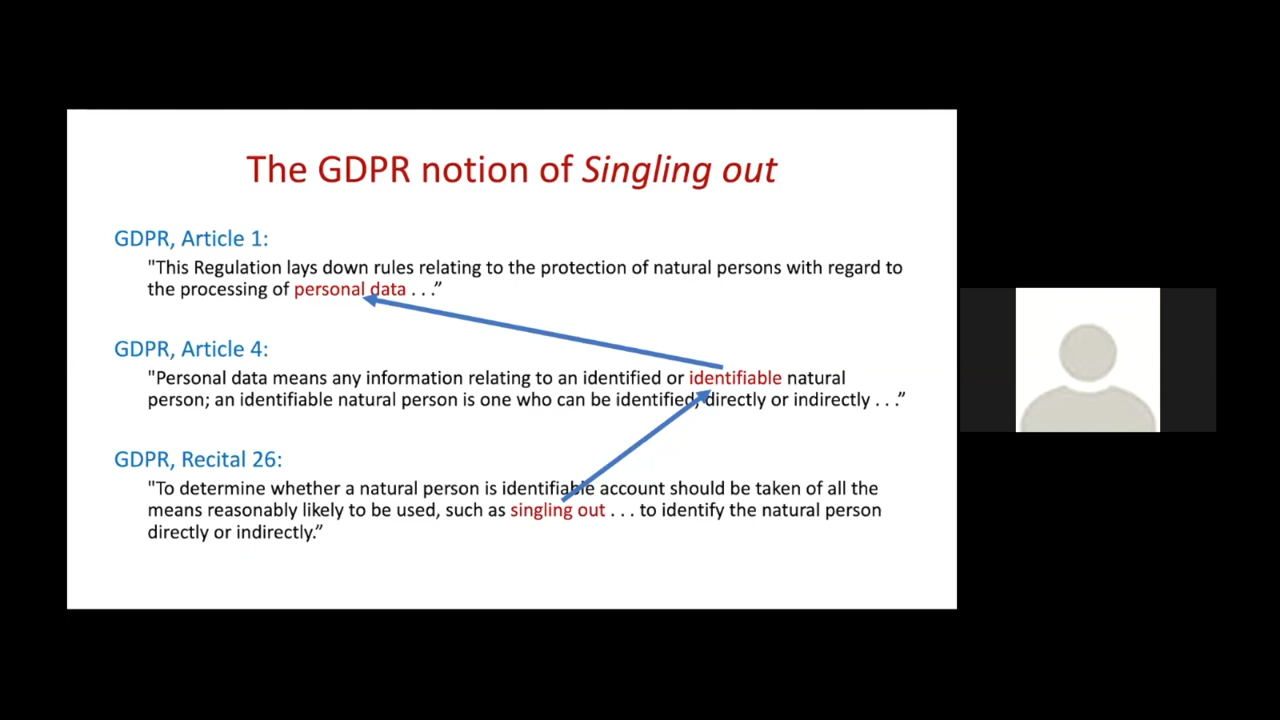 The GDPR notion of Singling out
GDPR, Article 1:
"This Regulation lays down rules relating to the protection of natural persons with regard to
the processing of personal data . . .”
GDPR, Article 4:
"Personal data means any information relating to an identified or identifiable natural
person; an identifiable natural person is one who can be identified, directly or indirectly . . .”
GDPR, Recital 26:
"To determine whether a natural person is identifiable account should be taken of all the
means reasonably likely to be used, such as singling out . . . to identify the natural person
directly or indirectly.”